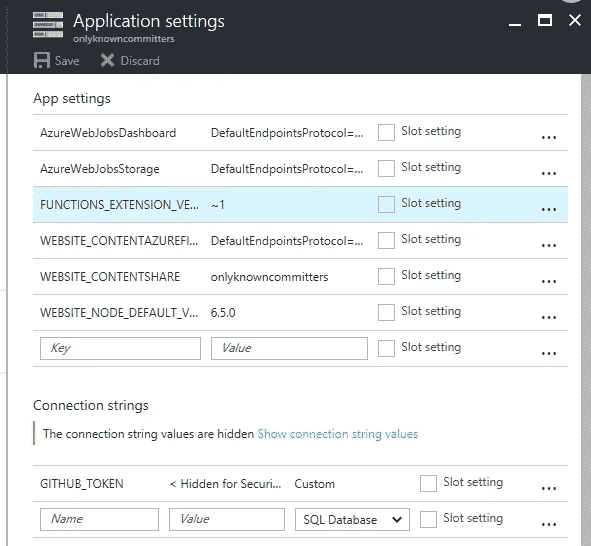 Application settings
onlyknowncommitters
Save Discard
App settings
AzureWebJobsDashboard DefaultEndpointsProtocol=... Slot setting ...
AzureWebJobsStorage DefaultEndpointsProtocol=... Slot setting ...
FUNCTIONS_EXTENSION_VE... ~1 Slot setting ...
WEBSITE_CONTENTAZUREFI... DefaultEndpointsProtocol=... Slot setting ...
WEBSITE_CONTENTSHARE onlyknowncommitters Slot setting ...
WEBSITE_NODE_DEFAULT_V... 6.5.0 Slot setting ...
Key Value Slot setting ...
Connection strings
The connection string values are hidden Show connection string values
GITHUB_TOKEN < Hidden for Securi... Custom Slot setting ...
Name Value SQL Database Slot setting ...